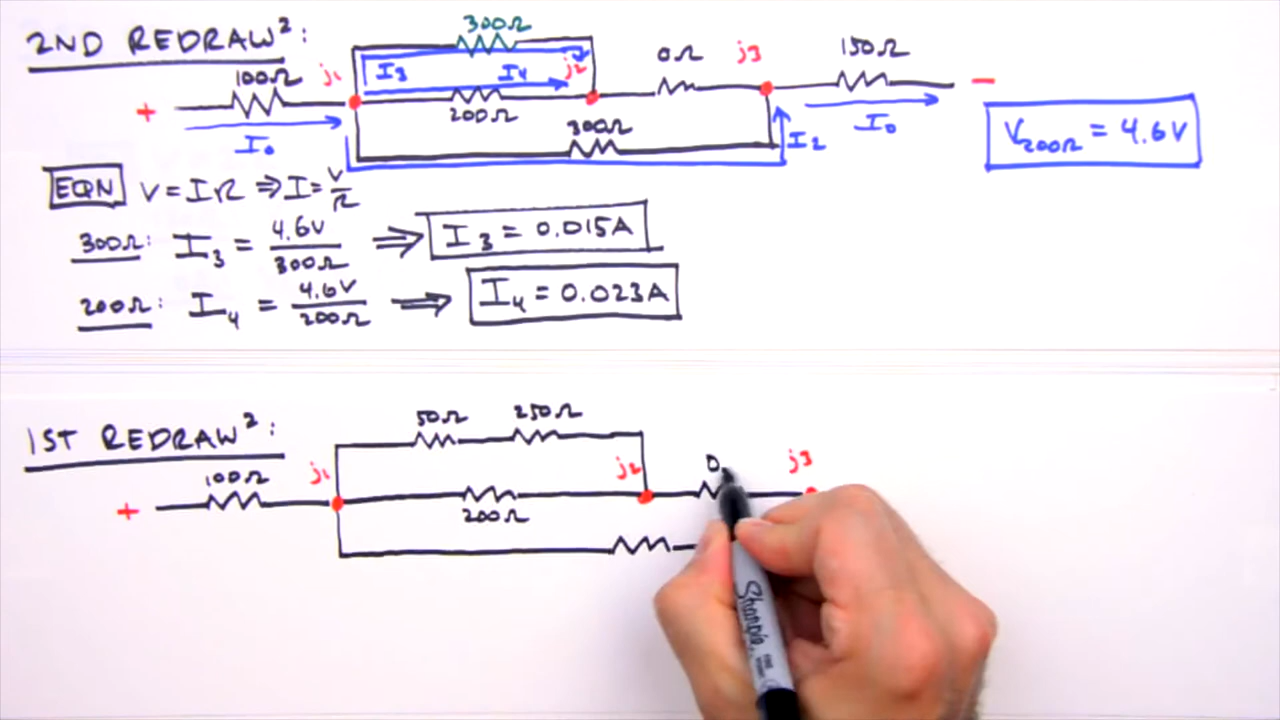 2ND REDRAW²:
300Ω
100Ω j1 I3 I4 j2 0Ω j3 150Ω
+ 200Ω −
I0 300Ω I2 I0 V200Ω = 4.6V
EQN V = IR ⇒ I = V/R
300Ω: I3 = 4.6V/300Ω ⇒ I3 = 0.015A
200Ω: I4 = 4.6V/200Ω ⇒ I4 = 0.023A
1ST REDRAW²:
50Ω 250Ω
100Ω j1 j2 0 j3
+ 200Ω
Sharpie.